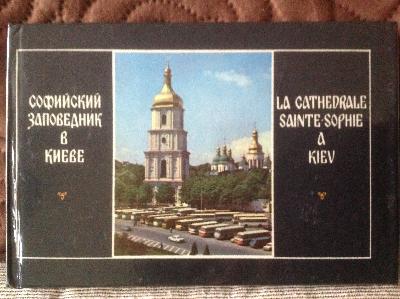 СОФИЙСКИЙ
ЗАПОВЕДНИК
В
КИЕВЕ
LA CATHEDRALE
SAINTE-SOPHIE
A
KIEV